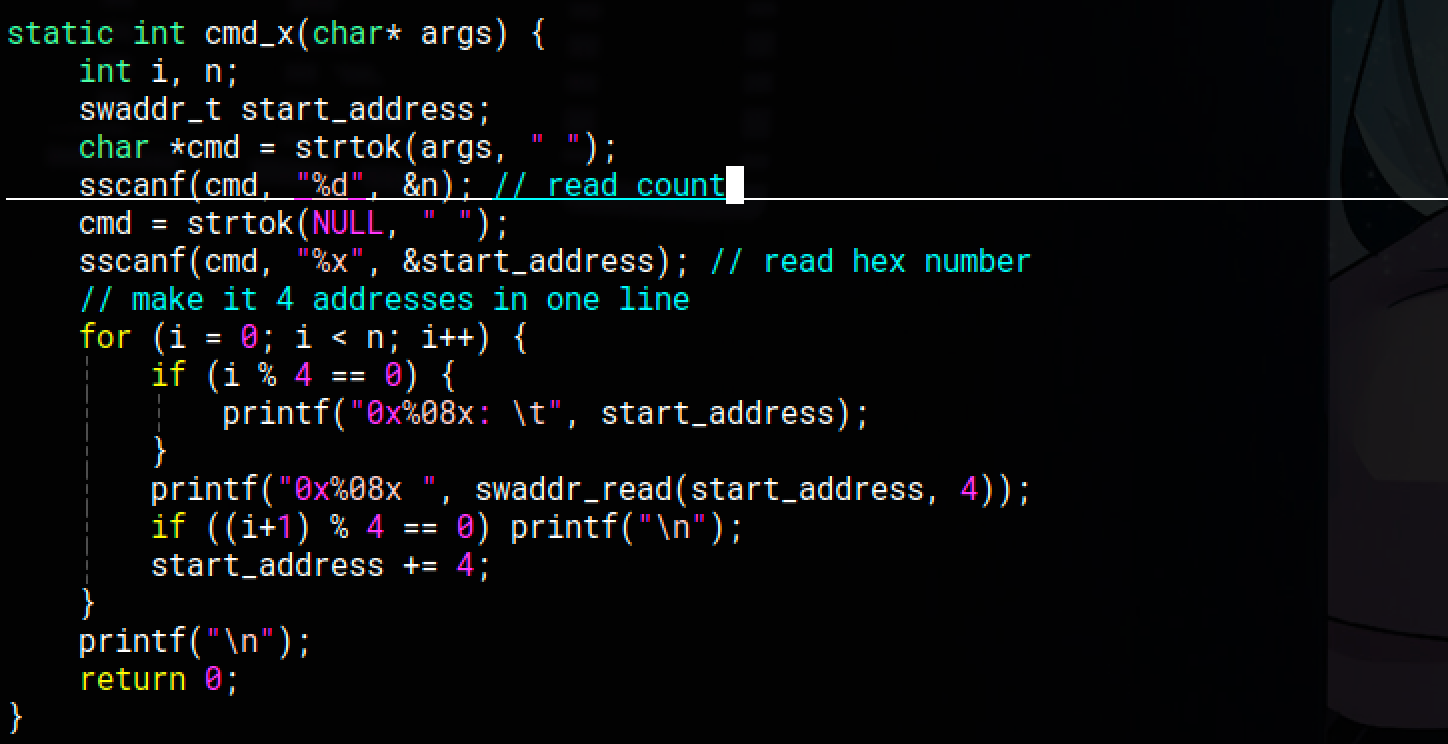 static int cmd_x(char* args) {
    int i, n;
    swaddr_t start_address;
    char *cmd = strtok(args, " ");
    sscanf(cmd, "%d", &n); // read count
    cmd = strtok(NULL, " ");
    sscanf(cmd, "%x", &start_address); // read hex number
    // make it 4 addresses in one line
    for (i = 0; i < n; i++) {
        if (i % 4 == 0) {
            printf("0x%08x: \t", start_address);
        }
        printf("0x%08x ", swaddr_read(start_address, 4));
        if ((i+1) % 4 == 0) printf("\n");
        start_address += 4;
    }
    printf("\n");
    return 0;
}